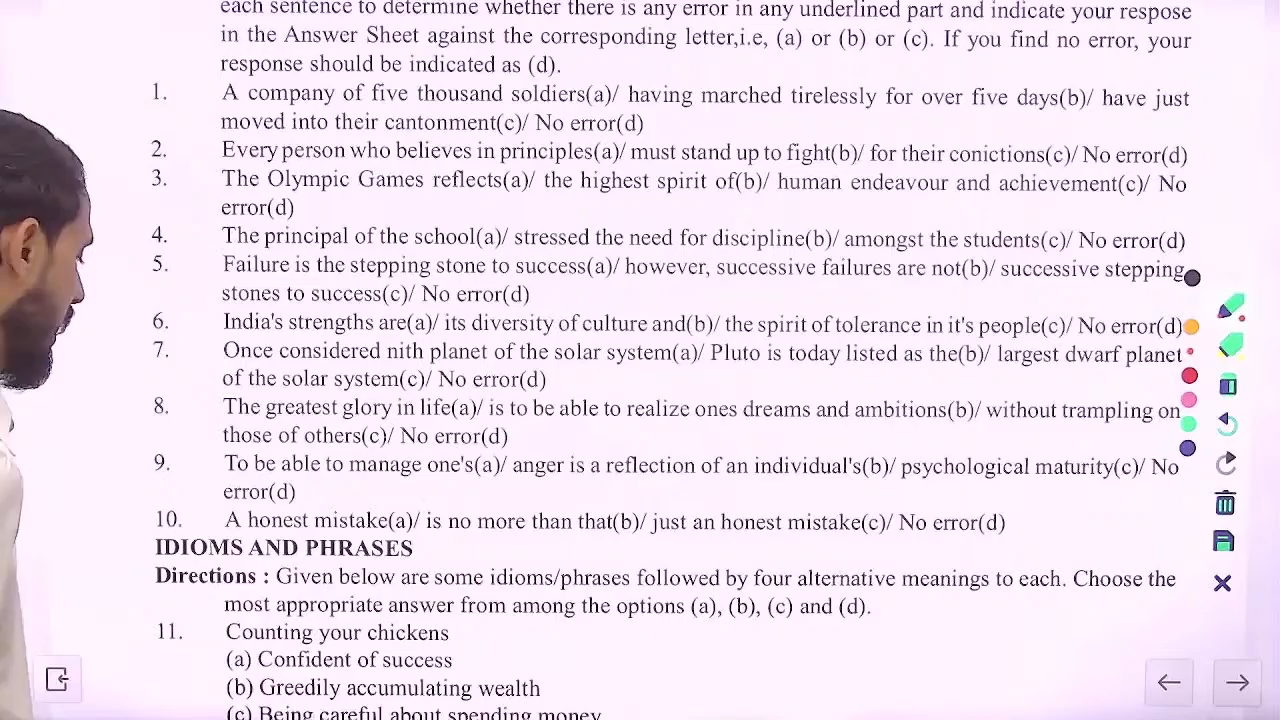 each sentence to determine whether there is any error in any underlined part and indicate your respose
in the Answer Sheet against the corresponding letter,i.e, (a) or (b) or (c). If you find no error, your
response should be indicated as (d).
1. A company of five thousand soldiers(a)/ having marched tirelessly for over five days(b)/ have just
moved into their cantonment(c)/ No error(d)
2. Every person who believes in principles(a)/ must stand up to fight(b)/ for their conictions(c)/ No error(d)
3. The Olympic Games reflects(a)/ the highest spirit of(b)/ human endeavour and achievement(c)/ No
error(d)
4. The principal of the school(a)/ stressed the need for discipline(b)/ amongst the students(c)/ No error(d)
5. Failure is the stepping stone to success(a)/ however, successive failures are not(b)/ successive stepping
stones to success(c)/ No error(d)
6. India's strengths are(a)/ its diversity of culture and(b)/ the spirit of tolerance in it's people(c)/ No error(d)
7. Once considered nith planet of the solar system(a)/ Pluto is today listed as the(b)/ largest dwarf planet
of the solar system(c)/ No error(d)
8. The greatest glory in life(a)/ is to be able to realize ones dreams and ambitions(b)/ without trampling on
those of others(c)/ No error(d)
9. To be able to manage one's(a)/ anger is a reflection of an individual's(b)/ psychological maturity(c)/ No
error(d)
10. A honest mistake(a)/ is no more than that(b)/ just an honest mistake(c)/ No error(d)
IDIOMS AND PHRASES
Directions : Given below are some idioms/phrases followed by four alternative meanings to each. Choose the
most appropriate answer from among the options (a), (b), (c) and (d).
11. Counting your chickens
(a) Confident of success
(b) Greedily accumulating wealth
(c) Being careful about spending money